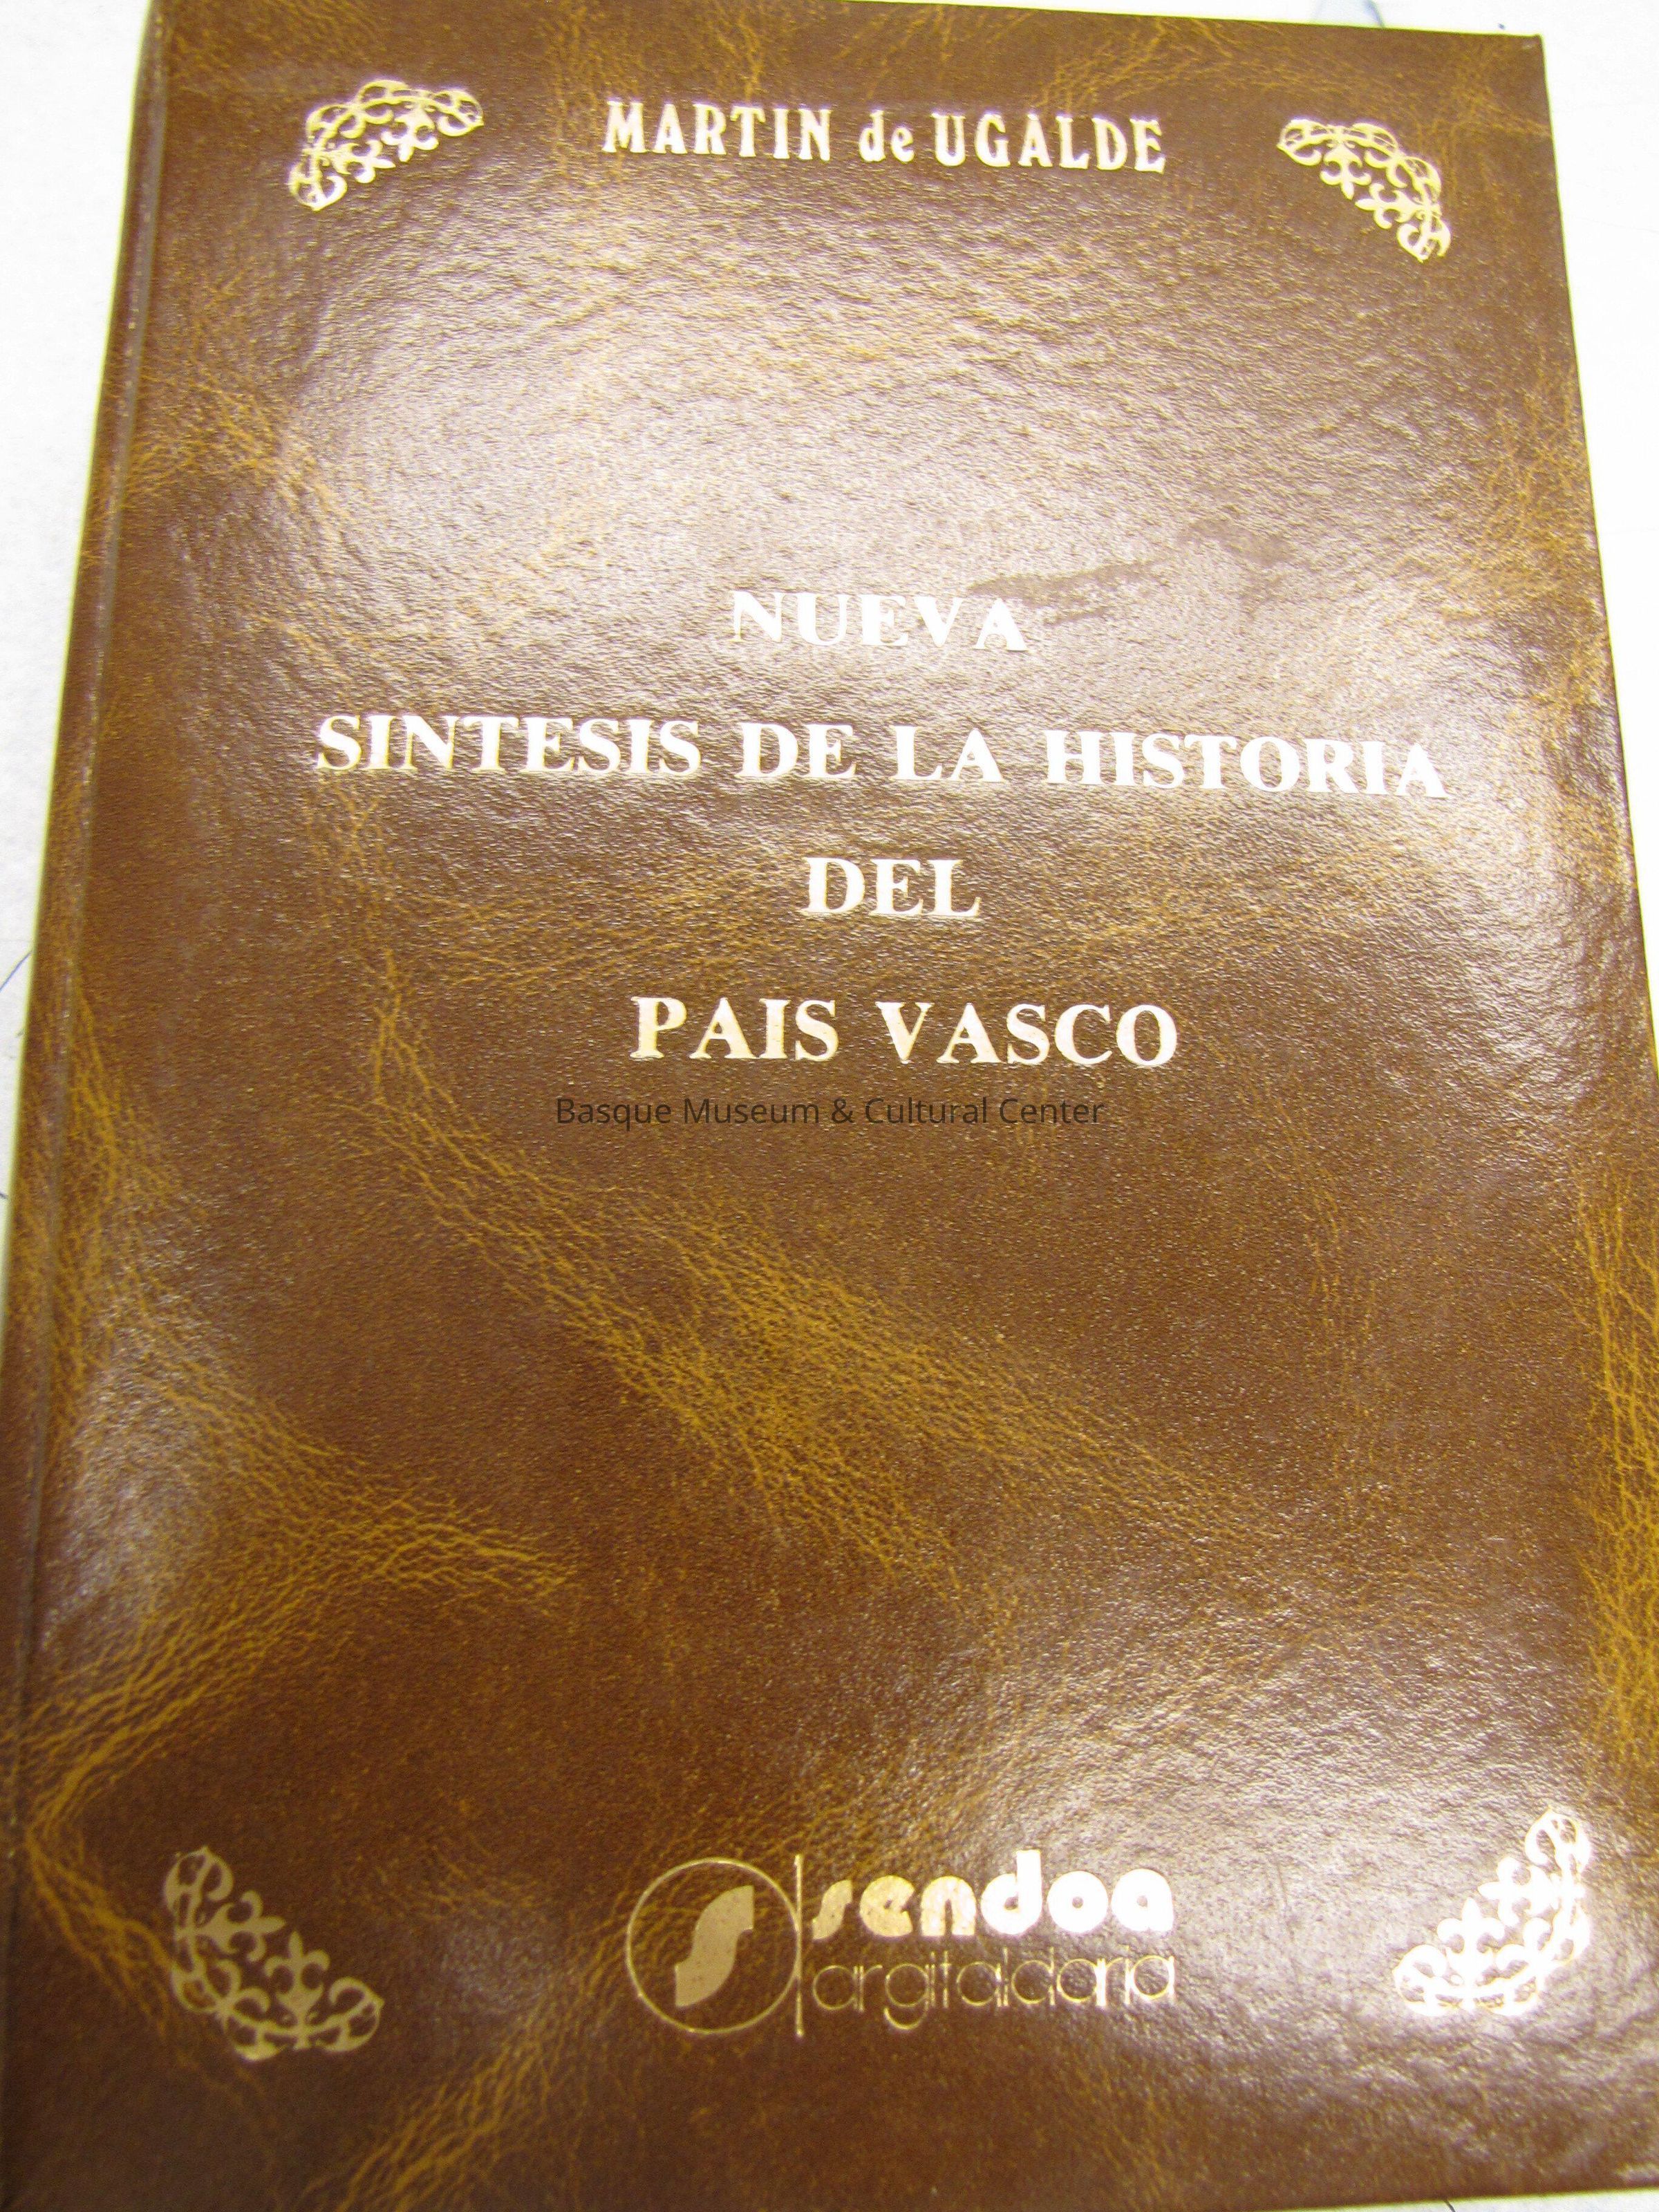 MARTIN de UGALDE
NUEVA
SINTESIS DE LA HISTORIA
DEL
PAIS VASCO
Basque Museum & Cultural Center
sendoa
argitaldaria